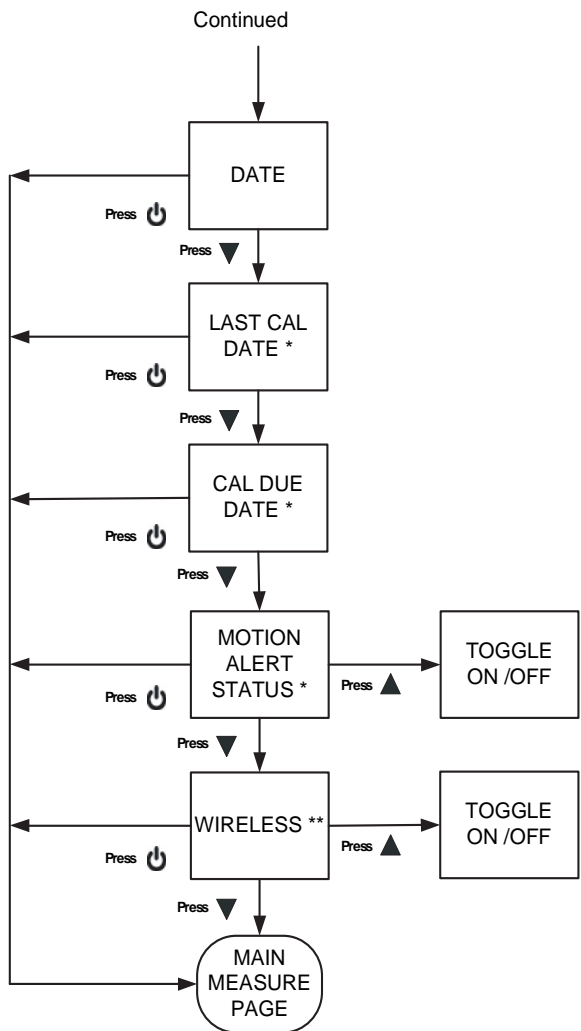 Continued
DATE
Press
Press
LAST CAL
DATE *
Press
Press
CAL DUE
DATE *
Press
Press
MOTION
ALERT
STATUS *
Press
TOGGLE
ON /OFF
Press
Press
WIRELESS **
Press
TOGGLE
ON /OFF
Press
Press
MAIN
MEASURE
PAGE